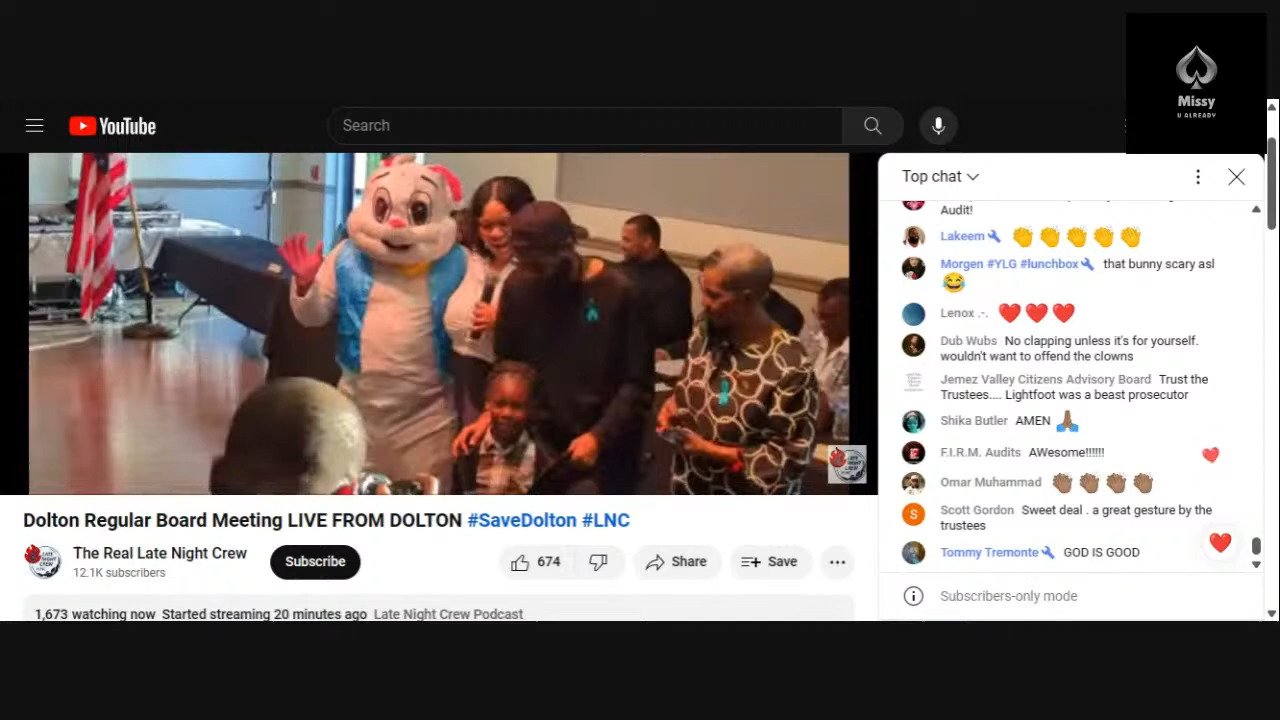 Missy
U ALREADY
YouTube
Search
Top chat
Audit!
Lakeem
Morgen #YLG #lunchbox that bunny scary asl
Lenox .-.
Dub Wubs No clapping unless it's for yourself.
wouldn't want to offend the clowns
Jemez Valley Citizens Advisory Board Trust the
Trustees.... Lightfoot was a beast prosecutor
Shika Butler AMEN
F.I.R.M. Audits AWesome!!!!!!
Omar Muhammad
S
Scott Gordon Sweet deal . a great gesture by the
trustees
Tommy Tremonte GOD IS GOOD
Subscribers-only mode
LATE
NIGHT
CREW
Dolton Regular Board Meeting LIVE FROM DOLTON #SaveDolton #LNC
The Real Late Night Crew
12.1K subscribers
Subscribe
674
Share
Save
1,673 watching now Started streaming 20 minutes ago Late Night Crew Podcast